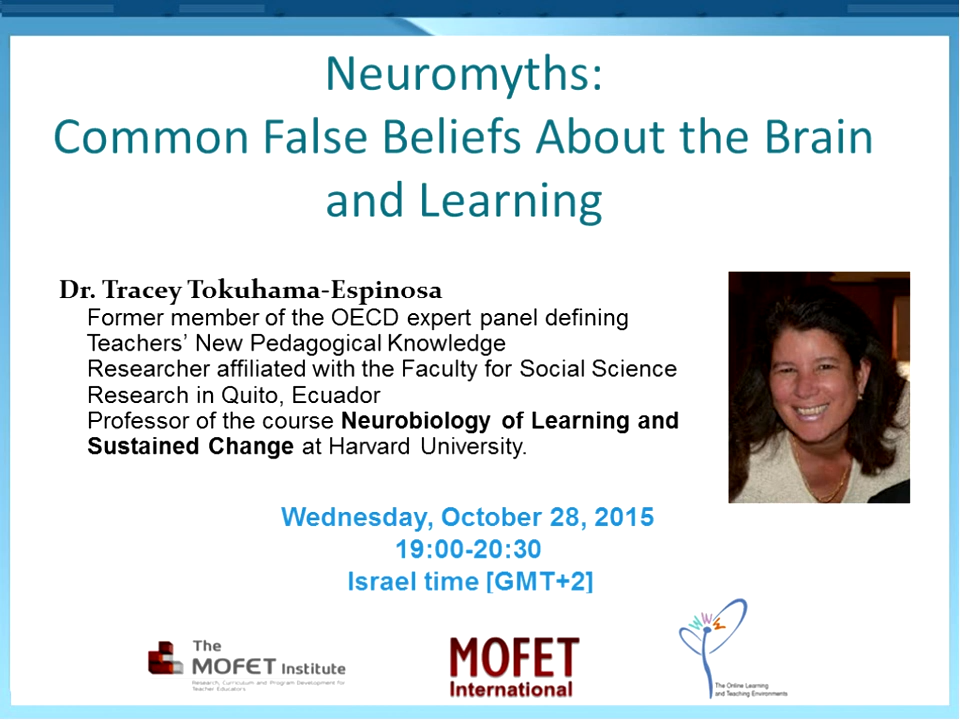 Neuromyths:
Common False Beliefs About the Brain
and Learning
Dr. Tracey Tokuhama-Espinosa
Former member of the OECD expert panel defining
Teachers’ New Pedagogical Knowledge
Researcher affiliated with the Faculty for Social Science
Research in Quito, Ecuador
Professor of the course Neurobiology of Learning and
Sustained Change at Harvard University.
Wednesday, October 28, 2015
19:00-20:30
Israel time [GMT+2]
The
MOFET Institute
Research, Curriculum and Program Development for
Teacher Educators
MOFET
International
The Online Learning
and Teaching Environments